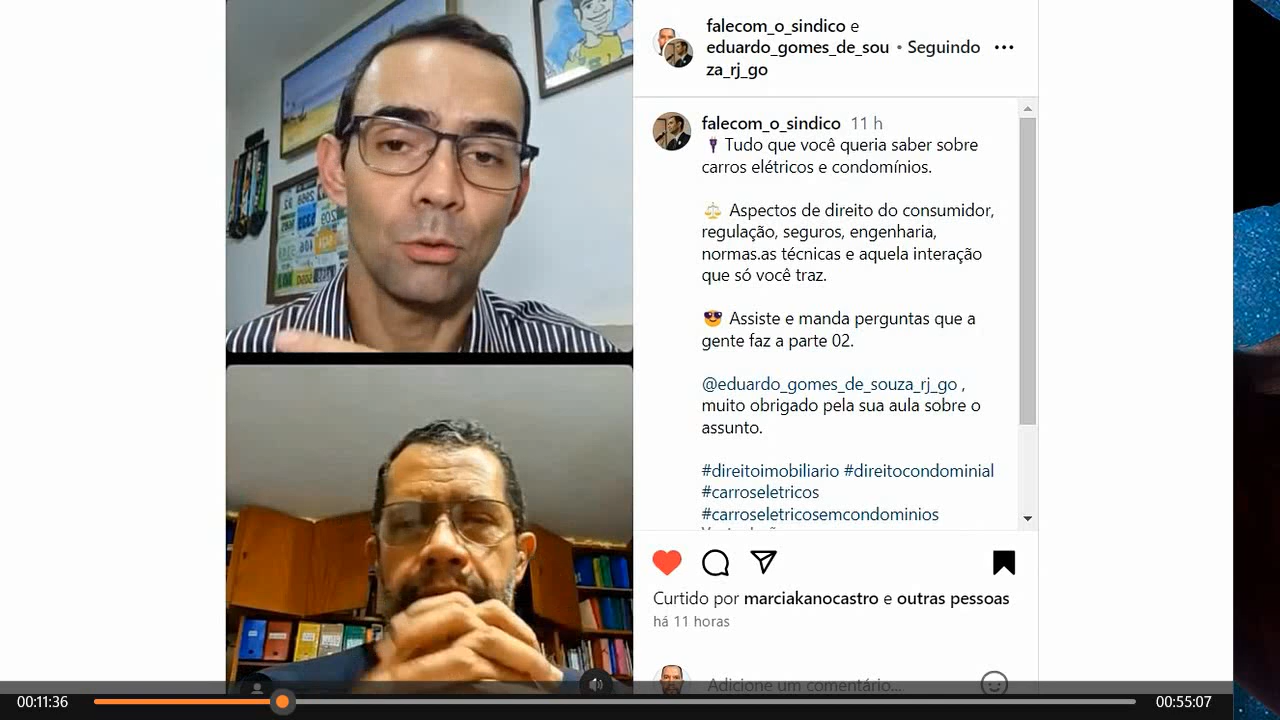 falecom_o_sindico e
eduardo_gomes_de_sou • Seguindo
za_rj_go
falecom_o_sindico 11 h
Tudo que você queria saber sobre
carros elétricos e condomínios.
Aspectos de direito do consumidor,
regulação, seguros, engenharia,
normas.as técnicas e aquela interação
que só você traz.
Assiste e manda perguntas que a
gente faz a parte 02.
@eduardo_gomes_de_souza_rj_go ,
muito obrigado pela sua aula sobre o
assunto.
#direitoimobiliario #direitocondominial
#carroseletricos
#carroseletricosemcondominios
Curtido por marciakanocastro e outras pessoas
há 11 horas
Adicione um comentário...
00:11:36
00:55:07